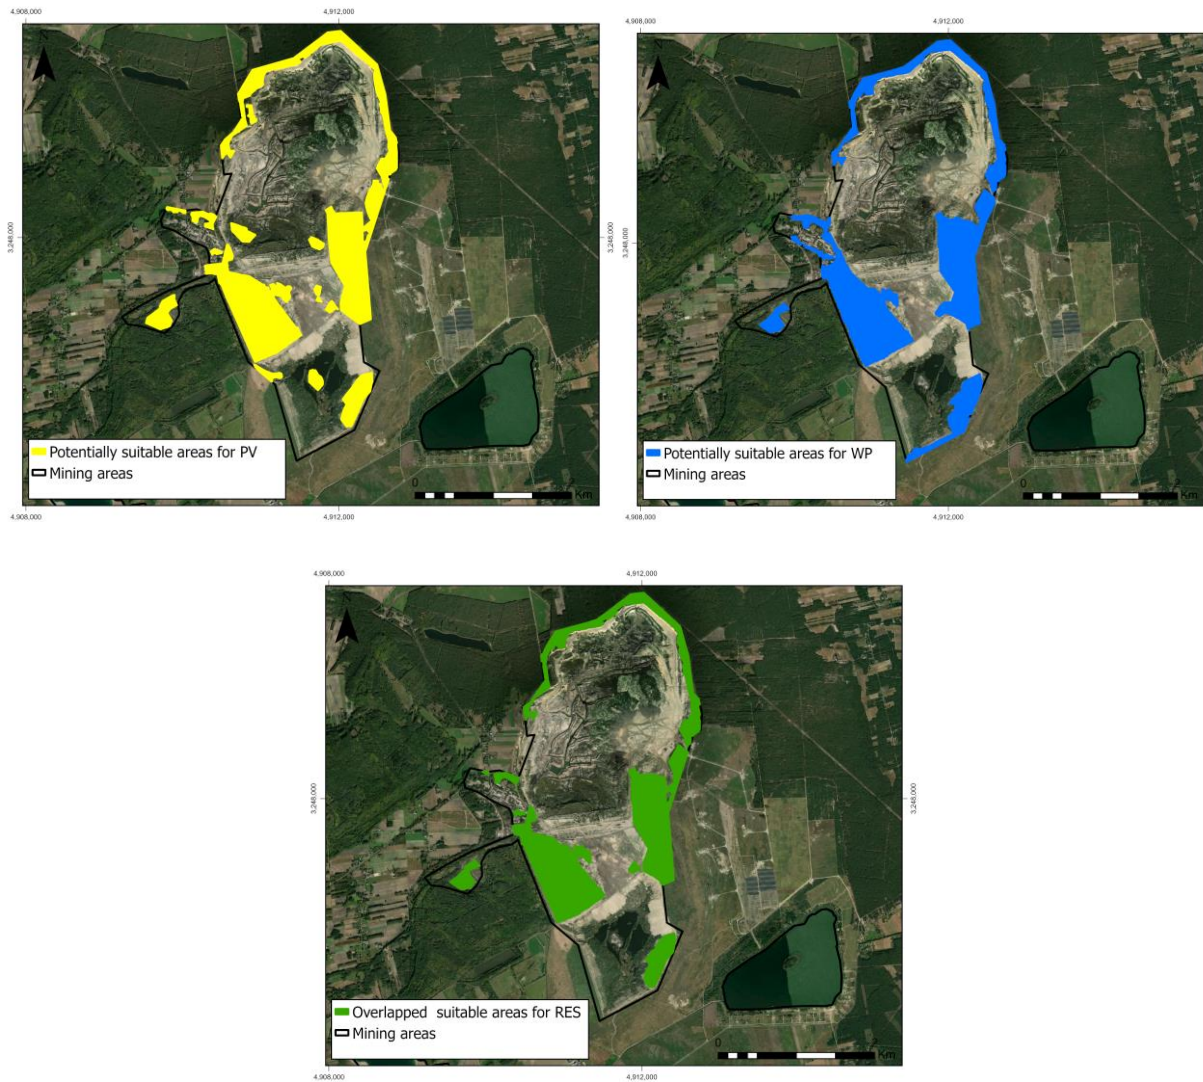 4,908,000
4,912,000
3,248,000
Potentially suitable areas for PV
Mining areas
0
Km
4,908,000
4,912,000
4,908,000
4,912,000
3,248,000
Potentially suitable areas for WP
Mining areas
0
2
Km
4,908,000
4,912,000
4,908,000
4,912,000
3,248,000
3,248,000
Overlapped suitable areas for RES
Mining areas
0
2
Km
4,908,000
4,912,000